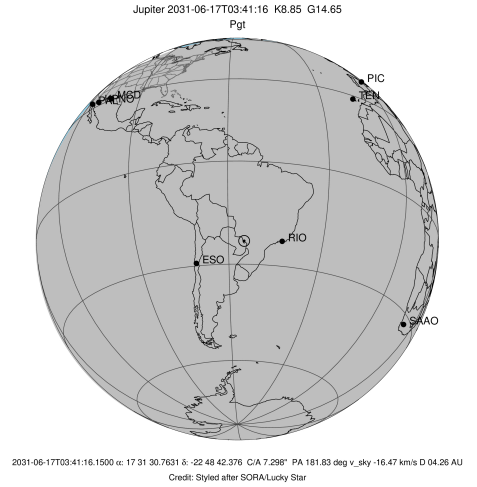 Jupiter 2031-06-17T03:41:16 K8.85 G14.65
Pgt
PIC
TEN
MCD
RIO
ESO
SAAO
2031-06-17T03:41:16.1500 α: 17 31 30.7631 δ: -22 48 42.376 C/A 7.298" PA 181.83 deg v_sky -16.47 km/s D 04.26 AU
Credit: Styled after SORA/Lucky Star